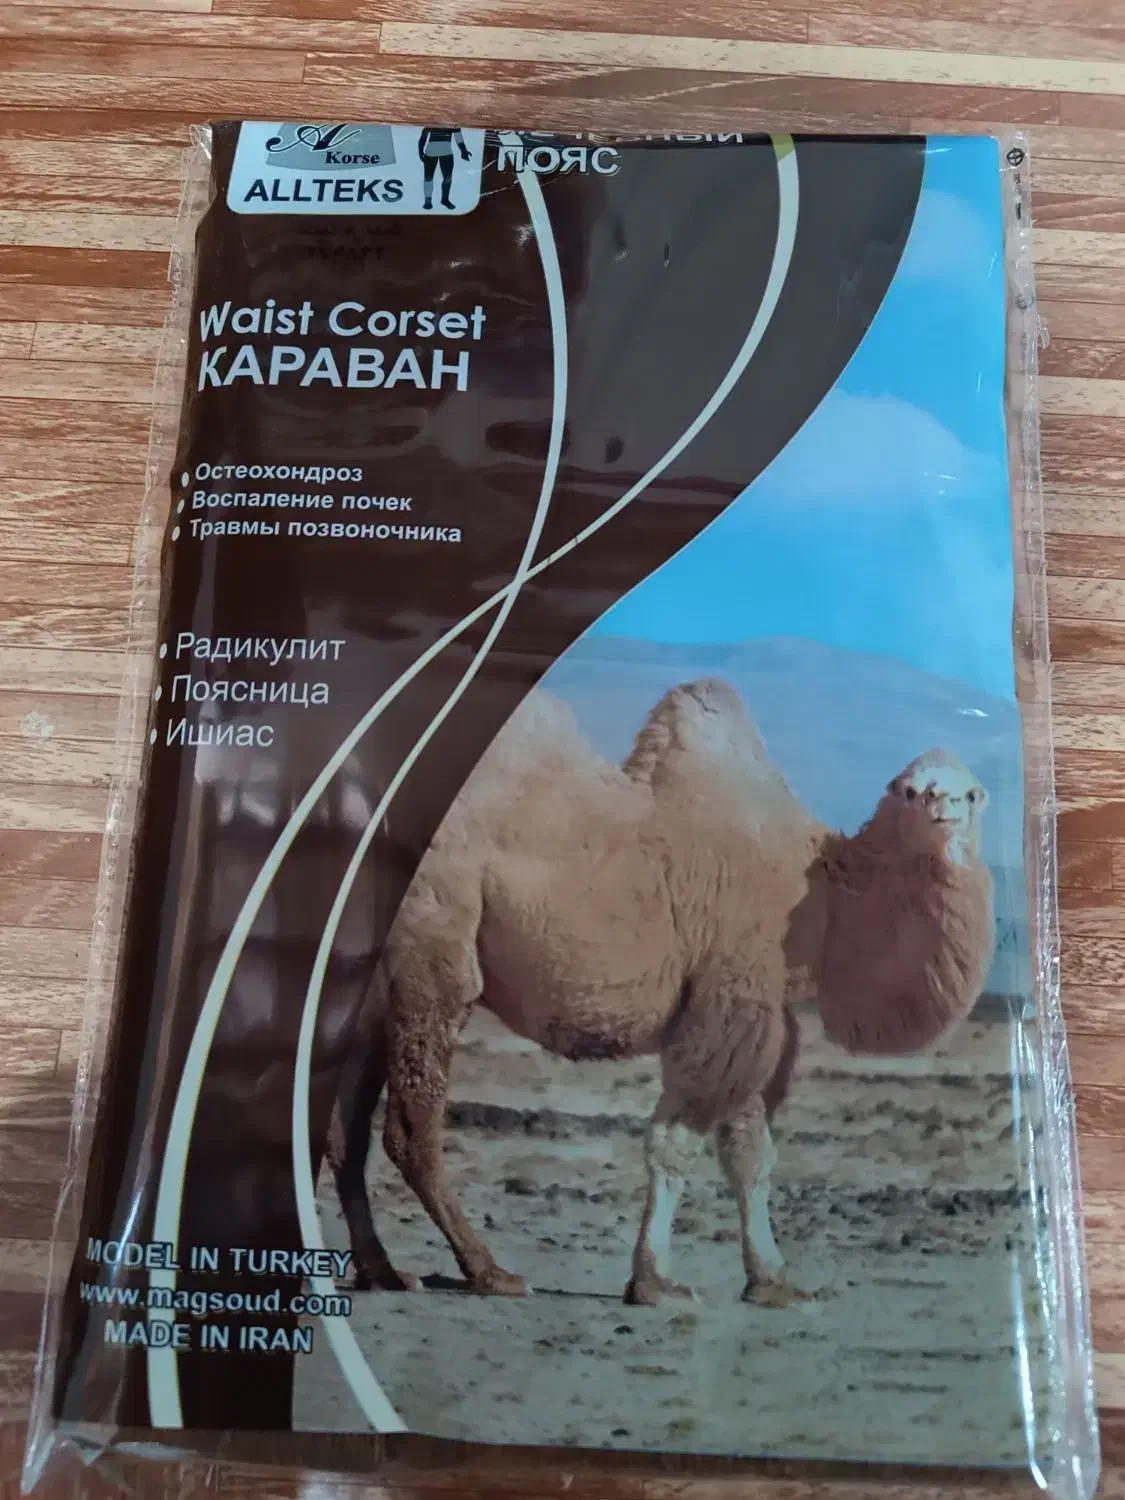 Korse
ALLTEKS
ПОЯС
Waist Corset
КАРАВАН
• Остеохондроз
• Воспаление почек
• Травмы позвоночника
• Радикулит
• Поясница
• Ишиас
MODEL IN TURKEY
www.magsoud.com
MADE IN IRAN